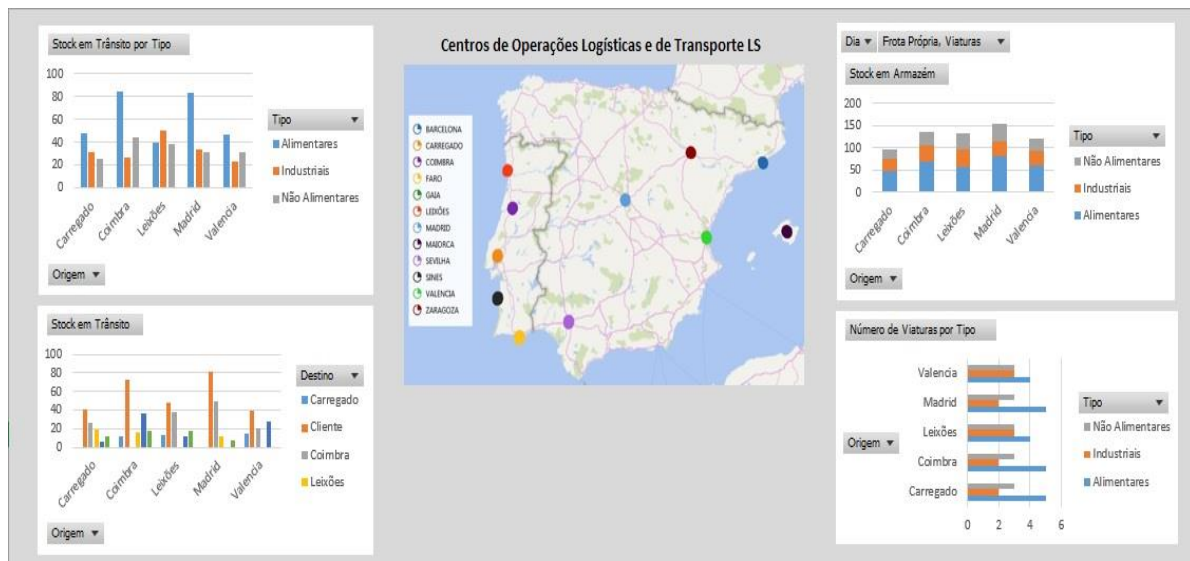 Stock em Trânsito por Tipo
100
80
60
40
20
0
Carregado
Coimbra
Leixões
Madrid
Valencia
Tipo
Alimentares
Industriais
Não Alimentares
Origem
Stock em Trânsito
100
80
60
40
20
0
Carregado
Coimbra
Leixões
Madrid
Valencia
Destino
Carregado
Cliente
Coimbra
Leixões
Origem
Centros de Operações Logísticas e de Transporte LS
BARCELONA
CARREGADO
COIMBRA
FARO
GAIA
LEIXÕES
MADRID
MAIORCA
SEVILHA
SINES
VALENCIA
ZARAGOZA
Dia
Frota Própria, Viaturas
Stock em Armazém
200
150
100
50
0
Carregado
Coimbra
Leixões
Madrid
Valencia
Tipo
Não Alimentares
Industriais
Alimentares
Origem
Número de Viaturas por Tipo
Valencia
Madrid
Leixões
Coimbra
Carregado
0 2 4 6
Origem
Tipo
Não Alimentares
Industriais
Alimentares